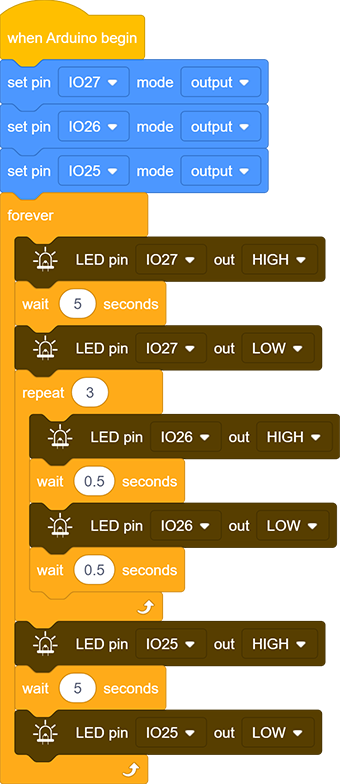 when Arduino begin
set pin IO27 mode output
set pin IO26 mode output
set pin IO25 mode output
forever
LED pin IO27 out HIGH
wait 5 seconds
LED pin IO27 out LOW
repeat 3
LED pin IO26 out HIGH
wait 0.5 seconds
LED pin IO26 out LOW
wait 0.5 seconds
LED pin IO25 out HIGH
wait 5 seconds
LED pin IO25 out LOW